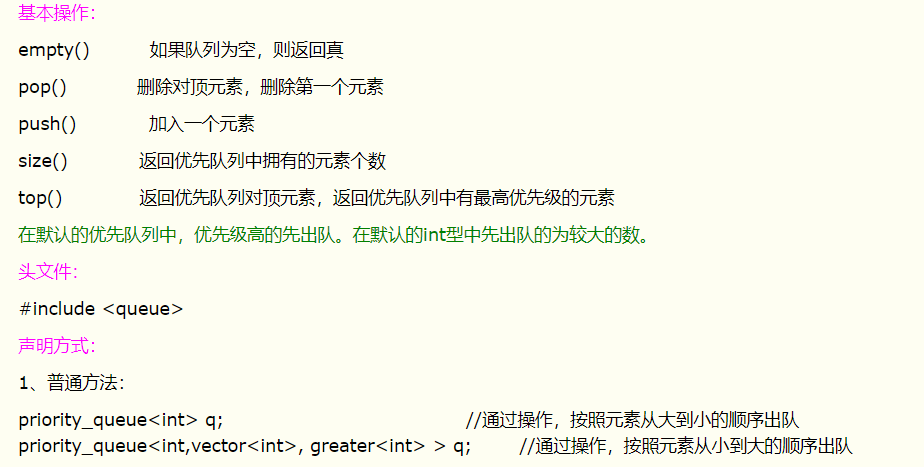 基本操作：
empty() 如果队列为空，则返回真
pop() 删除对顶元素，删除第一个元素
push() 加入一个元素
size() 返回优先队列中拥有的元素个数
top() 返回优先队列对顶元素，返回优先队列中有最高优先级的元素
在默认的优先队列中，优先级高的先出队。在默认的int型中先出队的为较大的数。
头文件：
#include <queue>
声明方式：
1、普通方法：
priority_queue<int> q; //通过操作，按照元素从大到小的顺序出队
priority_queue<int,vector<int>, greater<int> > q; //通过操作，按照元素从小到大的顺序出队